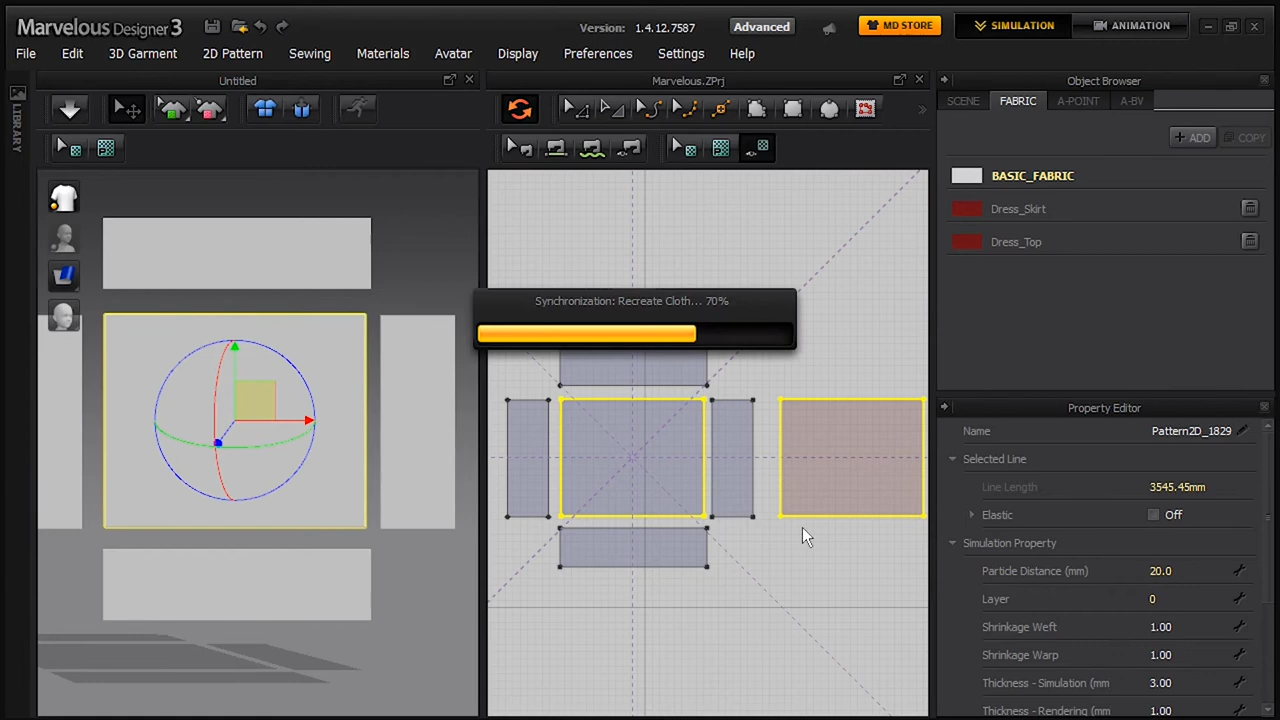 Marvelous Designer 3
Version: 1.4.12.7587
Advanced
MD STORE
SIMULATION
ANIMATION
File Edit 3D Garment 2D Pattern Sewing Materials Avatar Display Preferences Settings Help
Untitled
Marvelous.ZPrj
Object Browser
LIBRARY
SCENE FABRIC A-POINT A-BV
+ ADD COPY
BASIC_FABRIC
Dress_Skirt
Dress_Top
Synchronization: Recreate Cloth... 70%
Property Editor
Name Pattern2D_1829
Selected Line
Line Length 3545.45mm
Elastic Off
Simulation Property
Particle Distance (mm) 20.0
Layer 0
Shrinkage Weft 1.00
Shrinkage Warp 1.00
Thickness - Simulation (mm 3.00
Thickness - Rendering (mm 1.00